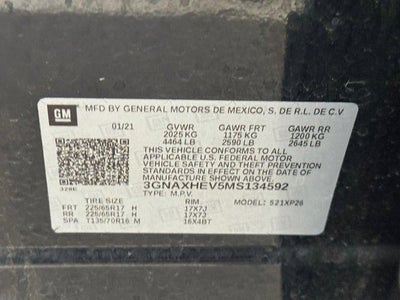 GM
MFD BY GENERAL MOTORS DE MEXICO, S. DE R.L. DE C.V
01/21 GVWR GAWR FRT GAWR RR
2025 KG 1175 KG 1200 KG
4464 LB 2590 LB 2645 LB
THIS VEHICLE CONFORMS TO ALL
APPLICABLE U.S. FEDERAL MOTOR
VEHICLE SAFETY AND THEFT PREVENTION
STANDARDS IN EFFECT ON THE DATE OF
MANUFACTURE SHOWN ABOVE.
3GNAXHEV5MS134592
TYPE: M.P.V. MODEL: 521XP26
TIRE SIZE RIM
FRT 225/65R17 H 17X7J
RR 225/65R17 H 17X7J
SPA T135/70R16 M 16X4BT